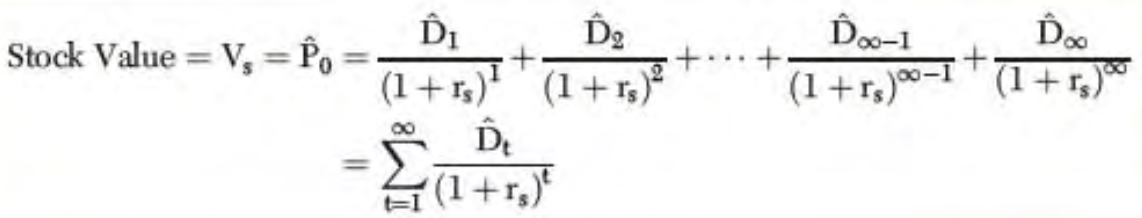 Stock Value = V_s = P̂_0 = D̂_1/(1 + r_s)^1 + D̂_2/(1 + r_s)^2 + ··· + D̂_{∞−1}/(1 + r_s)^{∞−1} + D̂_∞/(1 + r_s)^∞
= ∑_{t=1}^{∞} D̂_t/(1 + r_s)^t